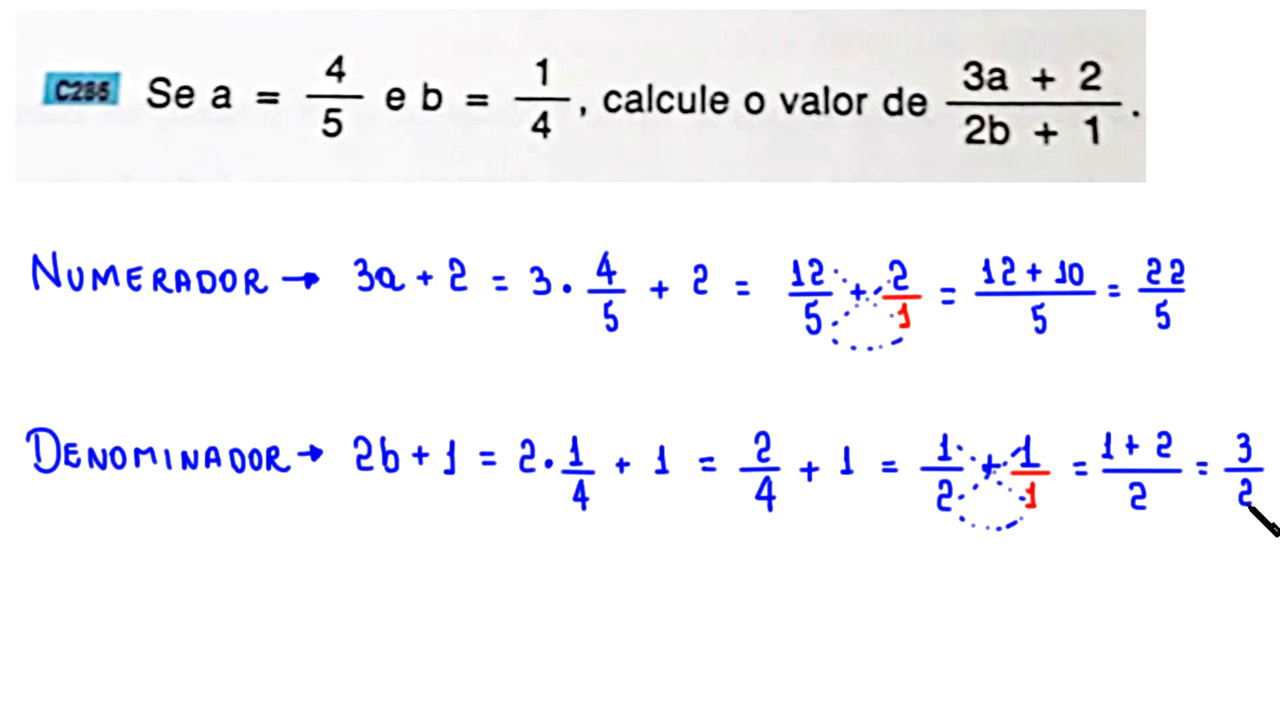 C286 Se a = 4/5 e b = 1/4, calcule o valor de (3a + 2)/(2b + 1).
NUMERADOR → 3a + 2 = 3 · 4/5 + 2 = 12/5 + 2/1 = (12 + 10)/5 = 22/5
DENOMINADOR → 2b + 1 = 2 · 1/4 + 1 = 2/4 + 1 = 1/2 + 1/1 = (1 + 2)/2 = 3/2